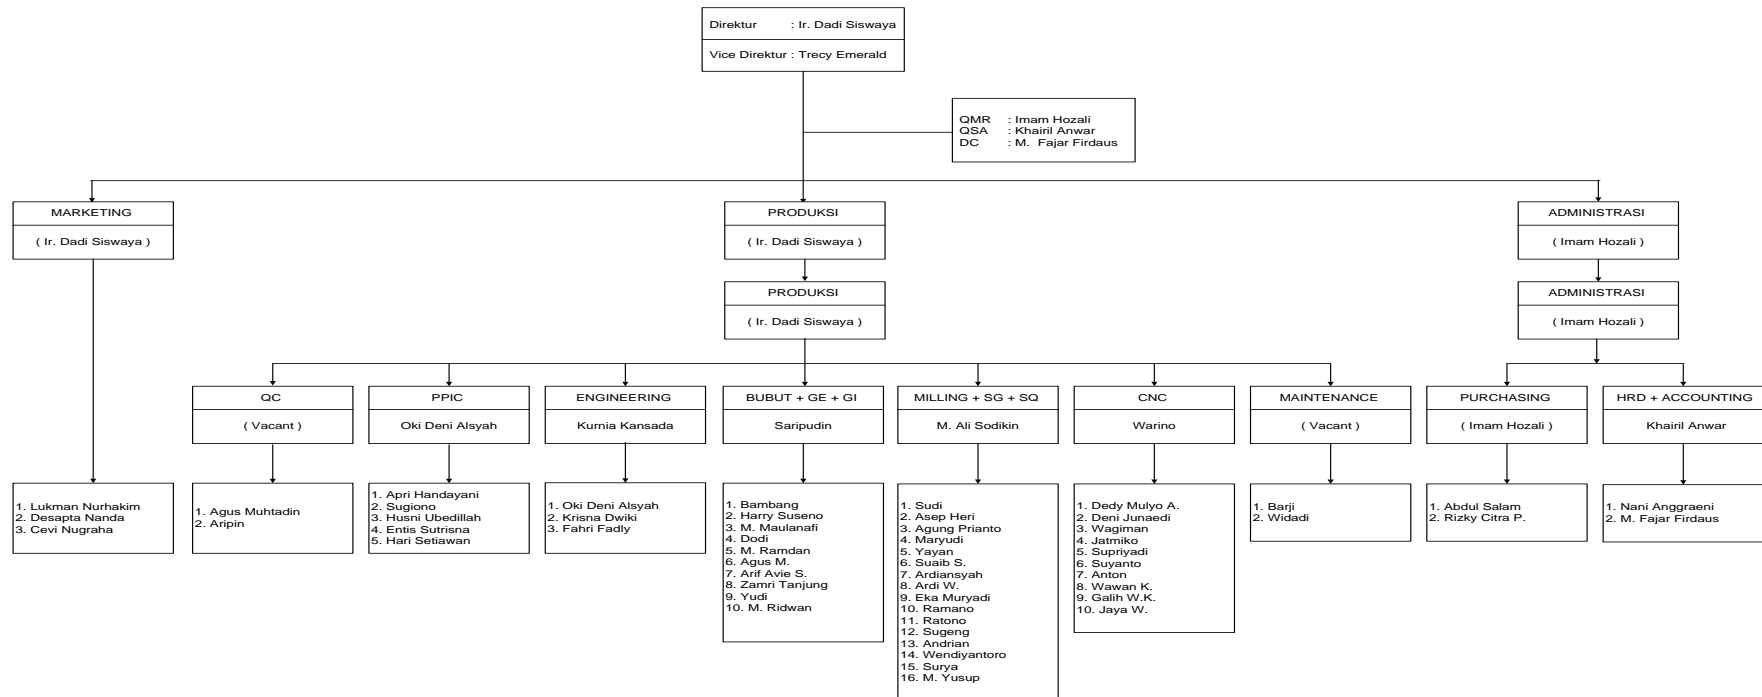 Direktur : Ir. Dadi Siswaya
Vice Direktur : Trecy Emerald
QMR : Imam Hozali
QSA : Khairil Anwar
DC : M. Fajar Firdaus
MARKETING
( Ir. Dadi Siswaya )
PRODUKSI
( Ir. Dadi Siswaya )
ADMINISTRASI
( Imam Hozali )
PRODUKSI
( Ir. Dadi Siswaya )
ADMINISTRASI
( Imam Hozali )
QC
( Vacant )
PPIC
Oki Deni Alsyah
ENGINEERING
Kurnia Kansada
BUBUT + GE + GI
Saripudin
MILLING + SG + SQ
M. Ali Sodikin
CNC
Warino
MAINTENANCE
( Vacant )
PURCHASING
( Imam Hozali )
HRD + ACCOUNTING
Khairil Anwar
1. Lukman Nurhakim
2. Desapta Nanda
3. Cevi Nugraha
1. Agus Muhtadin
2. Aripin
1. Apri Handayani
2. Sugiono
3. Husni Ubedillah
4. Entis Sutrisna
5. Hari Setiawan
1. Oki Deni Alsyah
2. Krisna Dwiki
3. Fahri Fadly
1. Bambang
2. Harry Suseno
3. M. Maulanafi
4. Dodi
5. M. Ramdan
6. Agus M.
7. Arif Avie S.
8. Zamri Tanjung
9. Yudi
10. M. Ridwan
1. Sudi
2. Asep Heri
3. Agung Prianto
4. Maryudi
5. Yayan
6. Suaib S.
7. Ardiansyah
8. Ardi W.
9. Eka Muryadi
10. Ramano
11. Ratono
12. Sugeng
13. Andrian
14. Wendiyantoro
15. Surya
16. M. Yusup
1. Dedy Mulyo A.
2. Deni Junaedi
3. Wagiman
4. Jatmiko
5. Supriyadi
6. Suyanto
7. Anton
8. Wawan K.
9. Galih W.K.
10. Jaya W.
1. Barji
2. Widadi
1. Abdul Salam
2. Rizky Citra P.
1. Nani Anggraeni
2. M. Fajar Firdaus